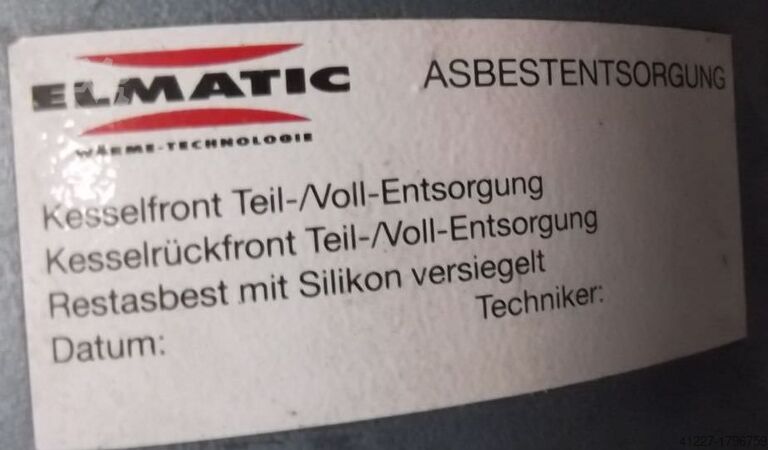 ELMATIC
WÄRME-TECHNOLOGIE
ASBESTENTSORGUNG
Kesselfront Teil-/Voll-Entsorgung
Kesselrückfront Teil-/Voll-Entsorgung
Restasbest mit Silikon versiegelt
Datum: Techniker:
41227-1796759